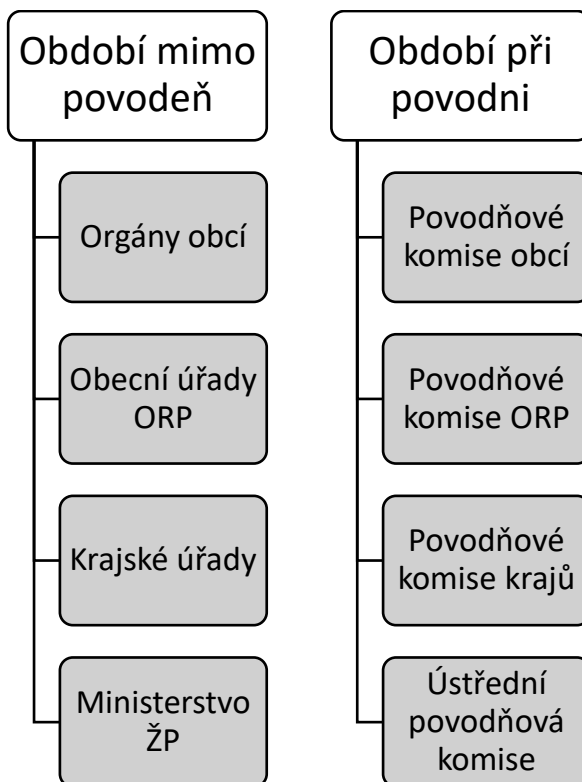 Období mimo
povodeň
Orgány obcí
Obecní úřady
ORP
Krajské úřady
Ministerstvo
ŽP
Období při
povodni
Povodňové
komise obcí
Povodňové
komise ORP
Povodňové
komise krajů
Ústřední
povodňová
komise